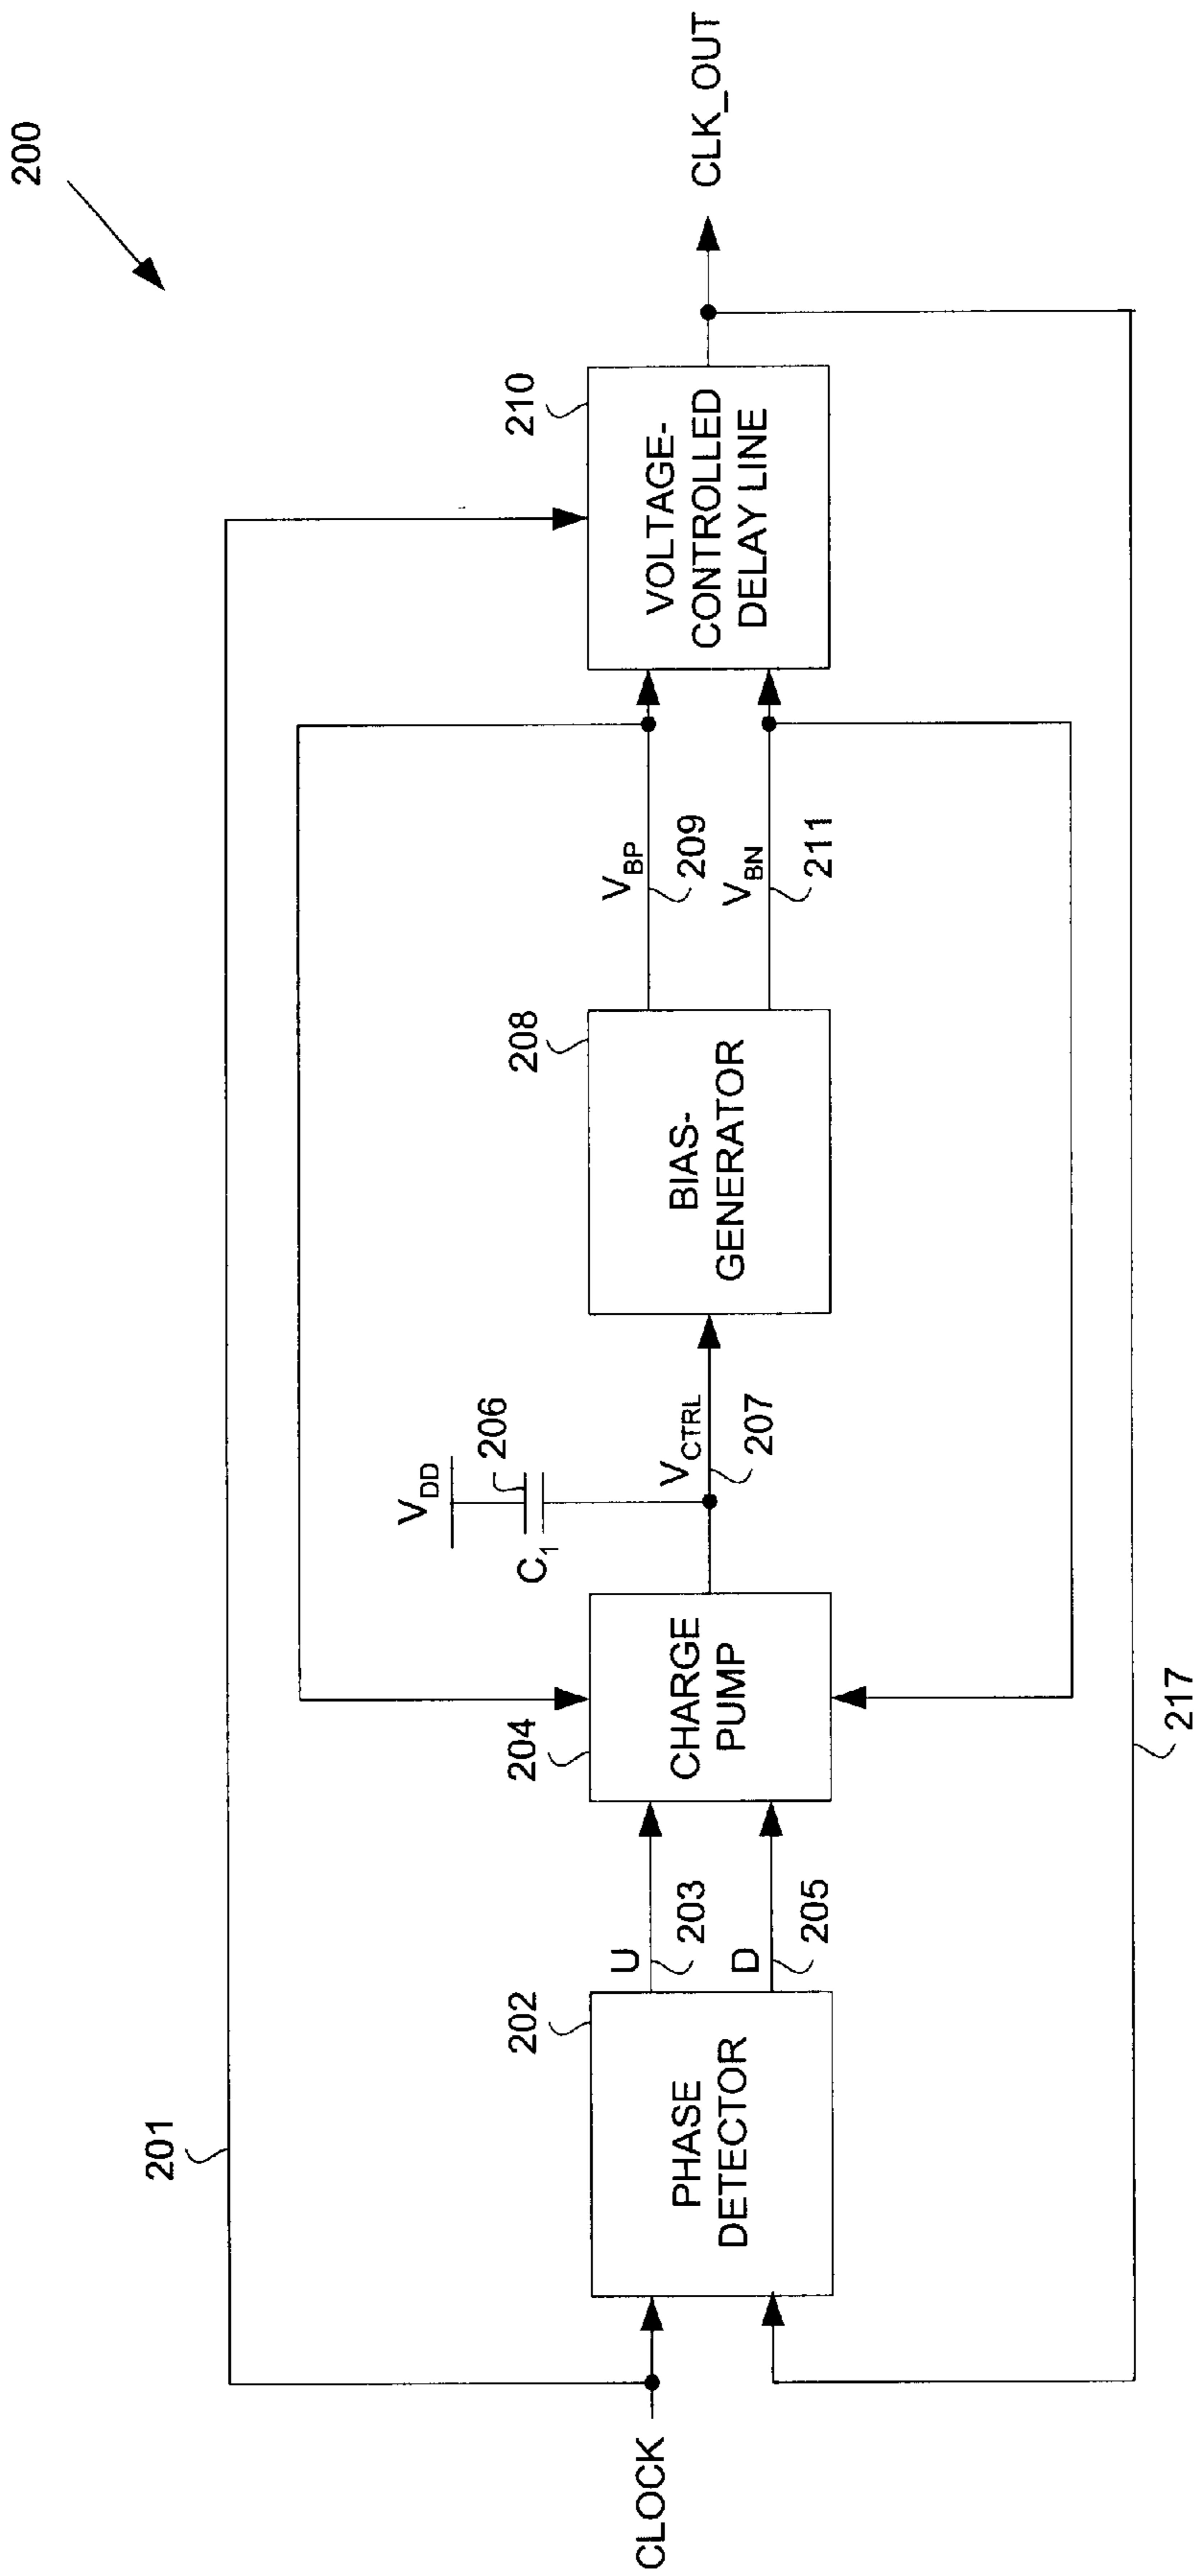 200
201
CLOCK
PHASE
DETECTOR
202
U
203
D
205
CHARGE
PUMP
204
V_DD
C_1
206
V_CTRL
207
BIAS-
GENERATOR
208
V_BP
209
V_BN
211
VOLTAGE-
CONTROLLED
DELAY LINE
210
CLK_OUT
217